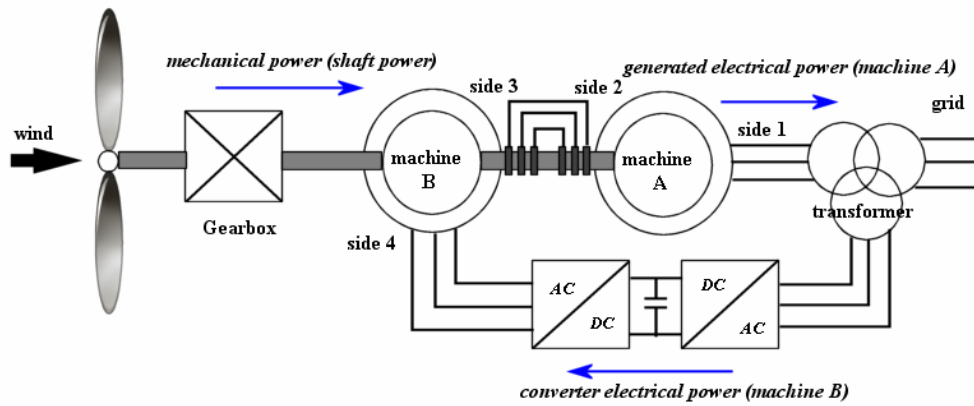 mechanical power (shaft power)
generated electrical power (machine A)
side 3
side 2
grid
side 1
wind
machine
B
machine
A
transformer
Gearbox
side 4
AC
DC
DC
AC
converter electrical power (machine B)